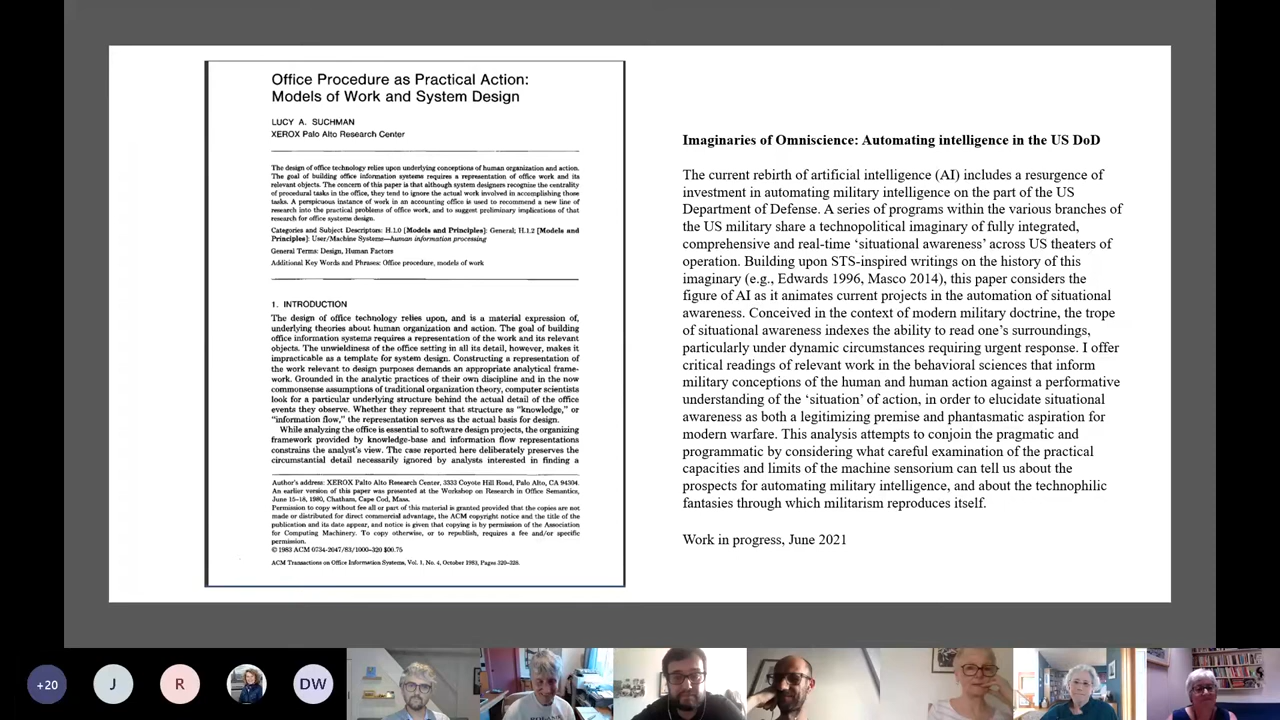 Office Procedure as Practical Action:
Models of Work and System Design
LUCY A. SUCHMAN
XEROX Palo Alto Research Center
The design of office technology relies upon underlying conceptions of human organization and action.
The goal of building office information systems requires a representation of office work and its
relevant objects. The concern of this paper is that although system designers recognize the centrality
of procedural tasks in the office, they tend to ignore the actual work involved in accomplishing those
tasks. A perspicuous instance of work in an accounting office is used to recommend a new line of
research into the practical problems of office work, and to suggest preliminary implications of that
research for office systems design.
Categories and Subject Descriptors: H.1.0 [Models and Principles]: General; H.1.2 [Models and
Principles]: User/Machine Systems—human information processing
General Terms: Design, Human Factors
Additional Key Words and Phrases: Office procedure, models of work
1. INTRODUCTION
The design of office technology relies upon, and is a material expression of,
underlying theories about human organization and action. The goal of building
office information systems requires a representation of the work and its relevant
objects. The unwieldiness of the office setting in all its detail, however, makes it
impracticable as a template for system design. Constructing a representation of
the work relevant to design purposes demands an appropriate analytical frame-
work. Grounded in the analytic practices of their own discipline and in the now
commonsense assumptions of traditional organization theory, computer scientists
look for a particular underlying structure behind the actual detail of the office
events they observe. Whether they represent that structure as "knowledge," or
"information flow," the representation serves as the actual basis for design.
While analyzing the office is essential to software design projects, the organizing
framework provided by knowledge-base and information flow representations
constrains the analyst's view. The case reported here deliberately preserves the
circumstantial detail necessarily ignored by analysts interested in finding a
Author's address: XEROX Palto Alto Research Center, 3333 Coyote Hill Road, Palo Alto, CA 94304.
An earlier version of this paper was presented at the Workshop on Research in Office Semantics,
June 15-18, 1980, Chatham, Cape Cod, Mass.
Permission to copy without fee all or part of this material is granted provided that the copies are not
made or distributed for direct commercial advantage, the ACM copyright notice and the title of the
publication and its date appear, and notice is given that copying is by permission of the Association
for Computing Machinery. To copy otherwise, or to republish, requires a fee and/or specific
permission.
© 1983 ACM 0734-2047/83/1000-320 $00.75
ACM Transactions on Office Information Systems, Vol. 1, No. 4, October 1983, Pages 320-328.
Imaginaries of Omniscience: Automating intelligence in the US DoD
The current rebirth of artificial intelligence (AI) includes a resurgence of
investment in automating military intelligence on the part of the US
Department of Defense. A series of programs within the various branches of
the US military share a technopolitical imaginary of fully integrated,
comprehensive and real-time ‘situational awareness’ across US theaters of
operation. Building upon STS-inspired writings on the history of this
imaginary (e.g., Edwards 1996, Masco 2014), this paper considers the
figure of AI as it animates current projects in the automation of situational
awareness. Conceived in the context of modern military doctrine, the trope
of situational awareness indexes the ability to read one’s surroundings,
particularly under dynamic circumstances requiring urgent response. I offer
critical readings of relevant work in the behavioral sciences that inform
military conceptions of the human and human action against a performative
understanding of the ‘situation’ of action, in order to elucidate situational
awareness as both a legitimizing premise and phantasmatic aspiration for
modern warfare. This analysis attempts to conjoin the pragmatic and
programmatic by considering what careful examination of the practical
capacities and limits of the machine sensorium can tell us about the
prospects for automating military intelligence, and about the technophilic
fantasies through which militarism reproduces itself.
Work in progress, June 2021
+20
J
R
DW